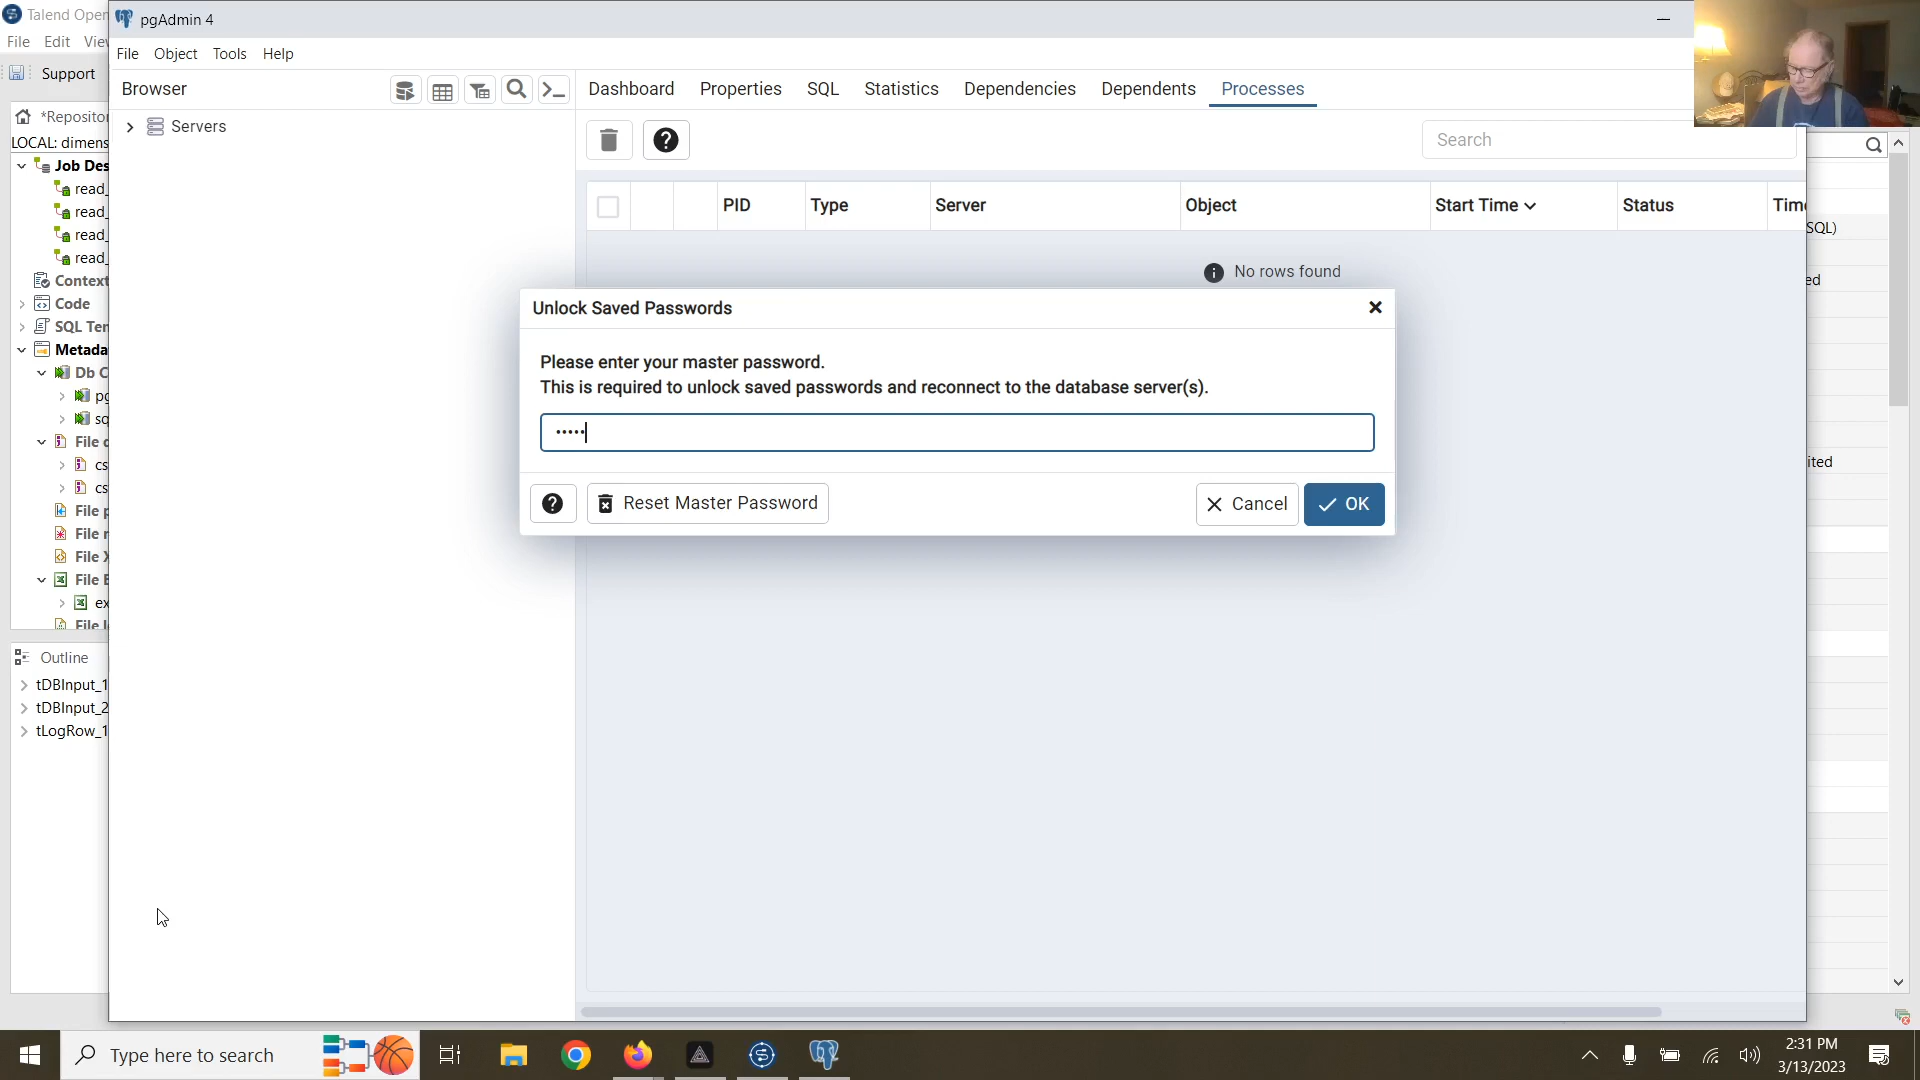 Talend Open
File Edit Vie
Support
*Reposito
LOCAL: dimens
Job Des
read_
read_
read_
read_
Context
Code
SQL Ten
Metada
Db C
pg
sq
File d
cs
cs
File p
File r
File X
File E
ex
File l
Outline
tDBInput_1
tDBInput_2
tLogRow_1
pgAdmin 4
File Object Tools Help
Browser
Servers
Dashboard Properties SQL Statistics Dependencies Dependents Processes
Search
PID Type Server Object Start Time Status Time
No rows found
Unlock Saved Passwords
Please enter your master password.
This is required to unlock saved passwords and reconnect to the database server(s).
•••••
Reset Master Password Cancel OK
SQL)
ed
ited
Type here to search
2:31 PM
3/13/2023